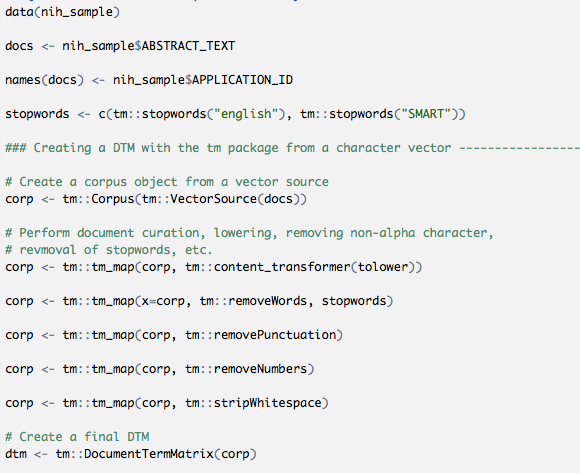 data(nih_sample)
docs <- nih_sample$ABSTRACT_TEXT
names(docs) <- nih_sample$APPLICATION_ID
stopwords <- c(tm::stopwords("english"), tm::stopwords("SMART"))
### Creating a DTM with the tm package from a character vector -----------------
# Create a corpus object from a vector source
corp <- tm::Corpus(tm::VectorSource(docs))
# Perform document curation, lowering, removing non-alpha character,
# revmoval of stopwords, etc.
corp <- tm::tm_map(corp, tm::content_transformer(tolower))
corp <- tm::tm_map(x=corp, tm::removeWords, stopwords)
corp <- tm::tm_map(corp, tm::removePunctuation)
corp <- tm::tm_map(corp, tm::removeNumbers)
corp <- tm::tm_map(corp, tm::stripWhitespace)
# Create a final DTM
dtm <- tm::DocumentTermMatrix(corp)